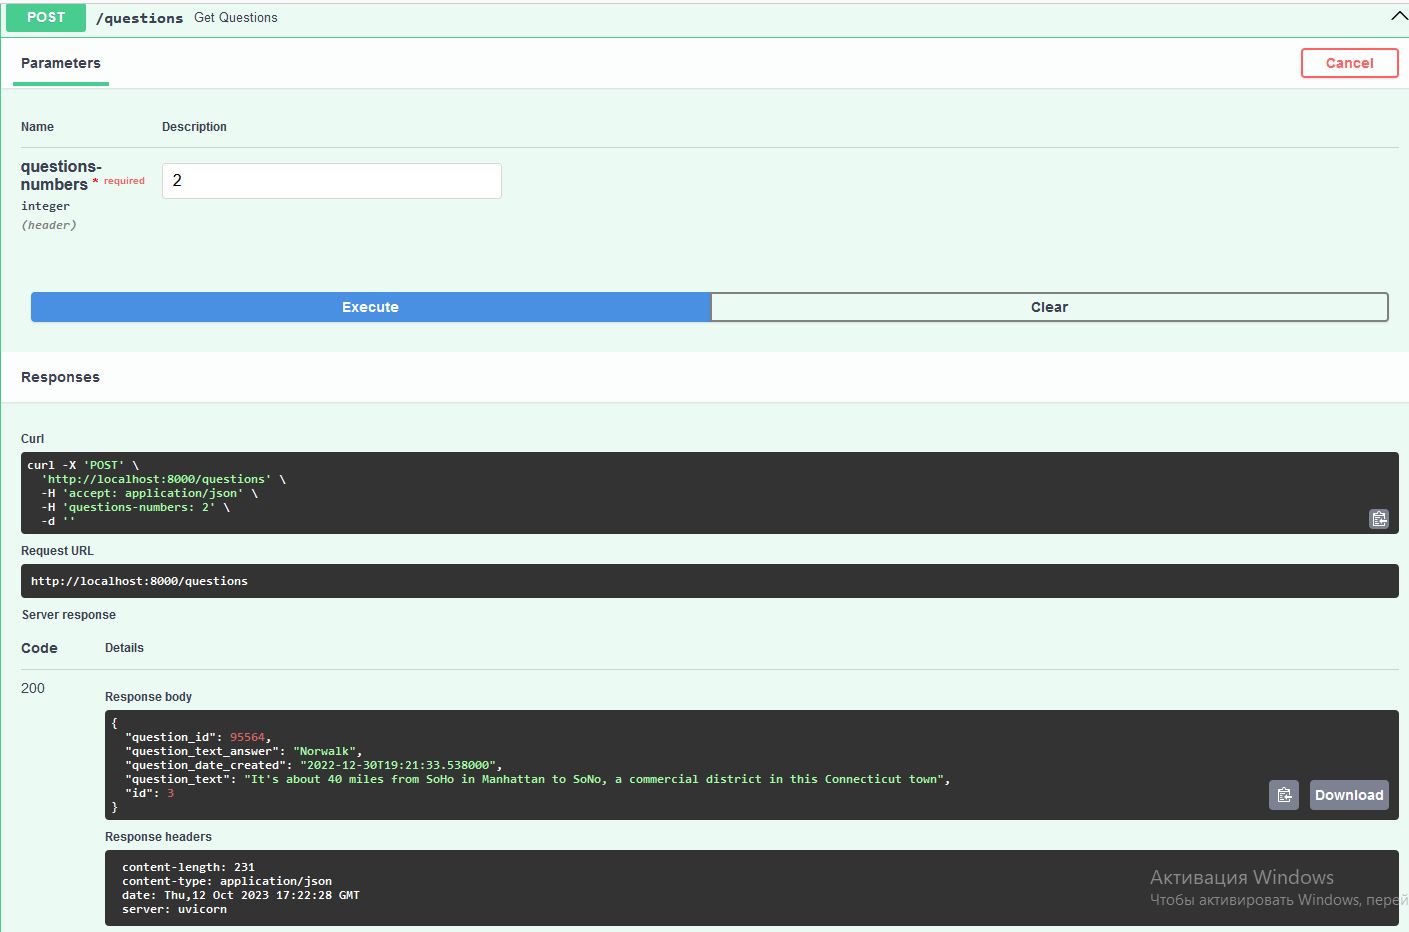 POST /questions Get Questions
Parameters
Cancel
Name Description
questions-
numbers * required
2
integer
(header)
Execute Clear
Responses
Curl
curl -X 'POST' \
'http://localhost:8000/questions' \
-H 'accept: application/json' \
-H 'questions-numbers: 2' \
-d ''
Request URL
http://localhost:8000/questions
Server response
Code Details
200
Response body
{
"question_id": 95564,
"question_text_answer": "Norwalk",
"question_date_created": "2022-12-30T19:21:33.538000",
"question_text": "It's about 40 miles from SoHo in Manhattan to SoNo, a commercial district in this Connecticut town",
"id": 3
}
Download
Response headers
content-length: 231
content-type: application/json
date: Thu,12 Oct 2023 17:22:28 GMT
server: uvicorn
Активация Windows
Чтобы активировать Windows, перей